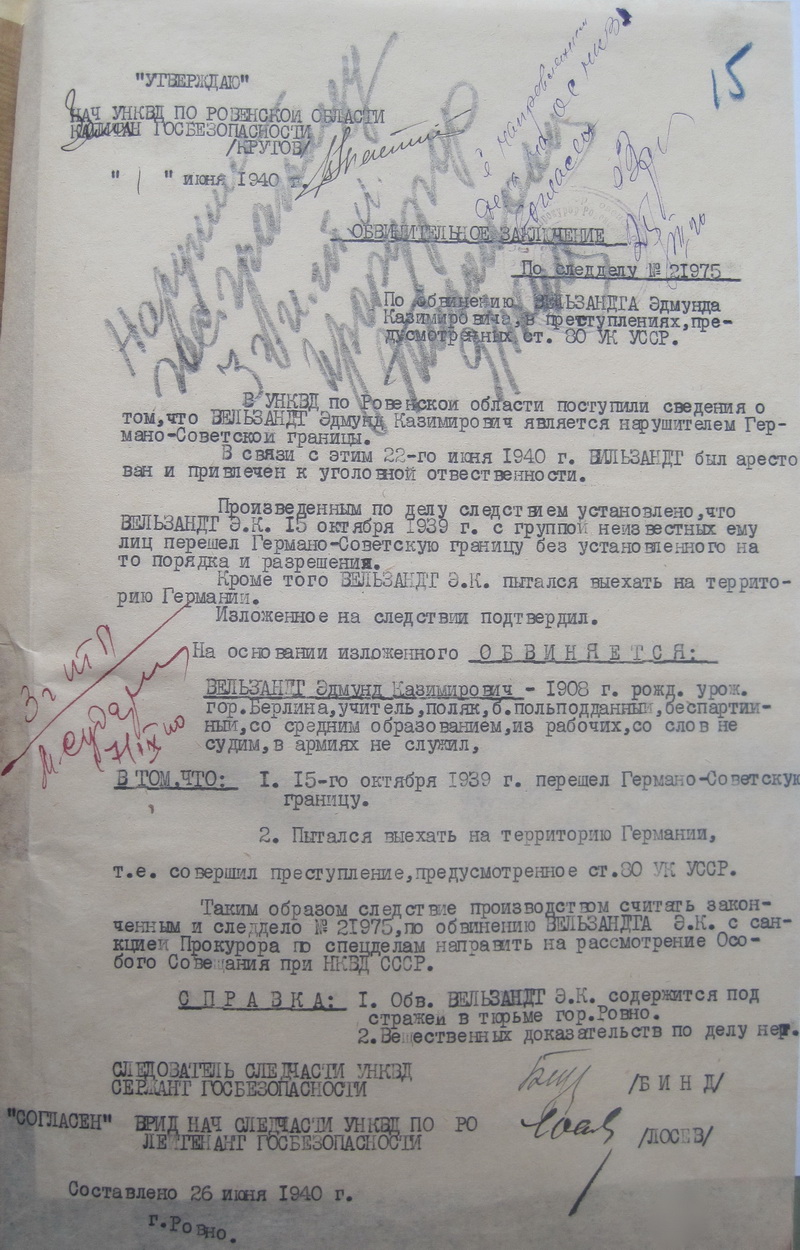 15
"УТВЕРЖДАЮ"
НАЧ УНКВД ПО РОВЕНСКОЙ ОБЛАСТИ
КАПИТАН ГОСБЕЗОПАСНОСТИ
/КРУТОВ/
" 1 " июня 1940 г.
согласен
ОБВИНИТЕЛЬНОЕ ЗАКЛЮЧЕНИЕ
По следделу № 21975
По обвинению ВЕЛЬЗАНДТА Эдмунда
Казимировича, в преступлениях, пре-
дусмотренных ст. 80 УК УССР.
В УНКВД по Ровенской области поступили сведения о
том, что ВЕЛЬЗАНДТ Эдмунд Казимирович является нарушителем Гер-
мано-Советской границы.
В связи с этим 22-го июня 1940 г. ВИЛЬЗАНДТ был аресто
ван и привлечен к уголовной отвественности.
Произведенным по делу следствием установлено, что
ВЕЛЬЗАНДТ Э.К. 15 октября 1939 г. с группой неизвестных ему
лиц перешел Германо-Советскую границу без установленного на
то порядка и разрешения.
Кроме того ВЕЛЬЗАНДТ Э.К. пытался выехать на террито-
рию Германии.
Изложенное на следствии подтвердил.
На основании изложенного ОБВИНЯЕТСЯ:
3 г ИТЛ
ВЕЛЬЗАНДТ Эдмунд Казимирович - 1908 г. рожд. урож.
гор. Берлина, учитель, поляк, б. польподданный, беспартий-
ный, со средним образованием, из рабочих, со слов не
судим, в армиях не служил,
В ТОМ, ЧТО: 1. 15-го октября 1939 г. перешел Германо-Советскую
границу.
2. Пытался выехать на территорию Германии,
т.е. совершил преступление, предусмотренное ст. 80 УК УССР.
Таким образом следствие производством считать закон-
ченным и следдело № 21975, по обвинению ВЕЛЬЗАНДТА Э.К. с сан-
кцией Прокурора по спецделам направить на рассмотрение Осо-
бого Совещания при НКВД СССР.
СПРАВКА: 1. Обв. ВЕЛЬЗАНДТ Э.К. содержится под
стражей в тюрьме гор. Ровно.
2. Вещественных доказательств по делу нет.
СЛЕДОВАТЕЛЬ СЛЕДЧАСТИ УНКВД
СЕРЖАНТ ГОСБЕЗОПАСНОСТИ /БИНД/
"СОГЛАСЕН" ВРИД НАЧ СЛЕДЧАСТИ УНКВД ПО РО
ЛЕЙТЕНАНТ ГОСБЕЗОПАСНОСТИ /ЛОСЕВ/
Составлено 26 июня 1940 г.
г. Ровно.